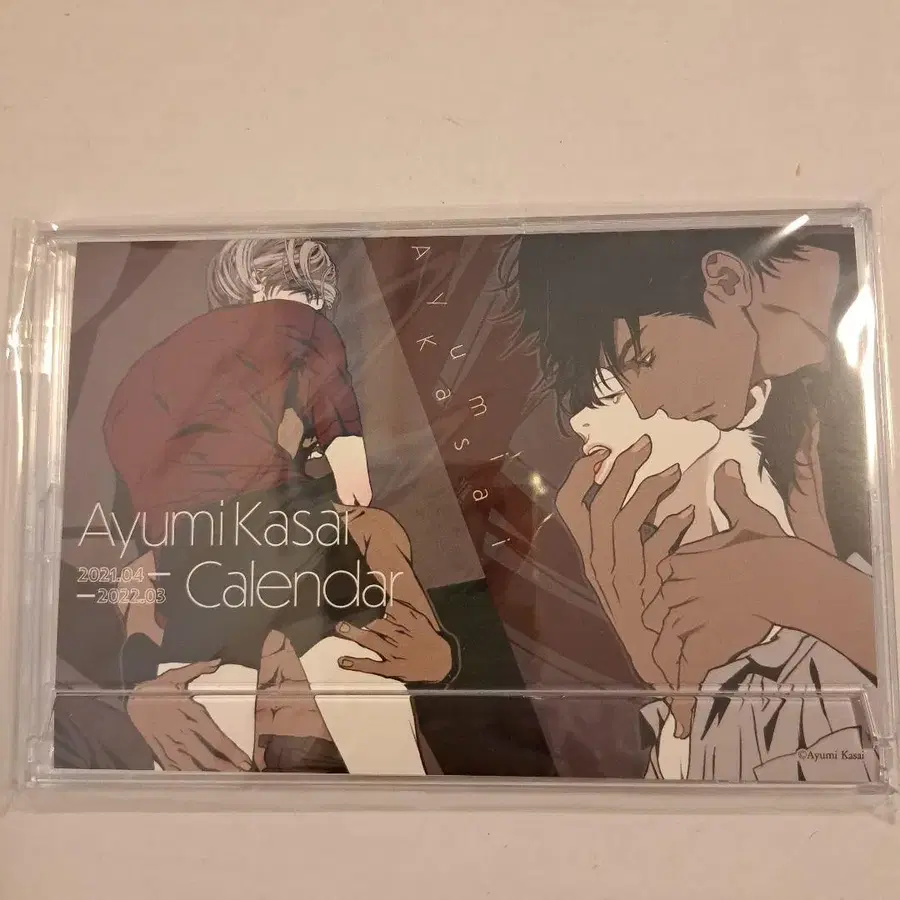 Ayumi
Kasai
Ayumi Kasai
2021.04—
—2022.03
Calendar
©Ayumi Kasai